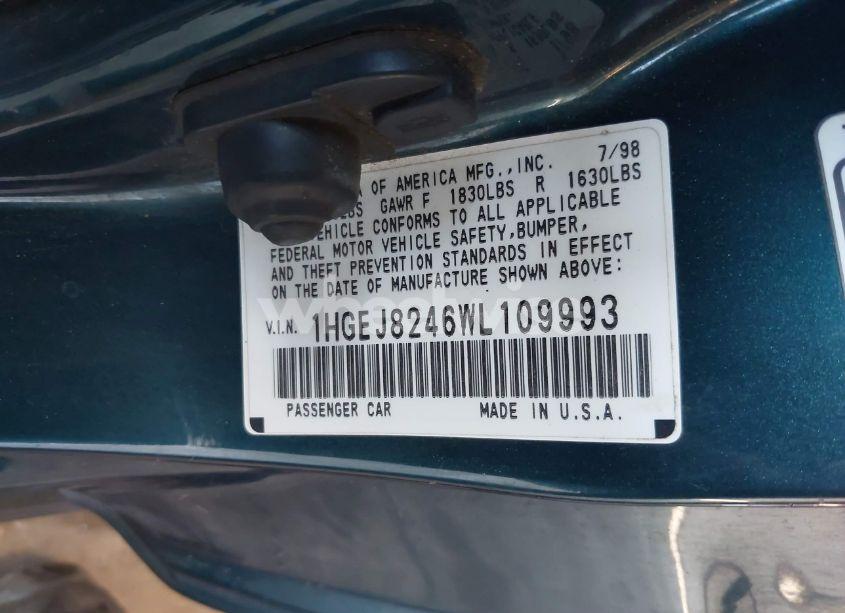 A OF AMERICA MFG.,INC. 7/98
LBS GAWR F 1830LBS R 1630LBS
VEHICLE CONFORMS TO ALL APPLICABLE
FEDERAL MOTOR VEHICLE SAFETY,BUMPER,
AND THEFT PREVENTION STANDARDS IN EFFECT
ON THE DATE OF MANUFACTURE SHOWN ABOVE:
V.I.N. 1HGEJ8246WL109993
PASSENGER CAR MADE IN U.S.A.